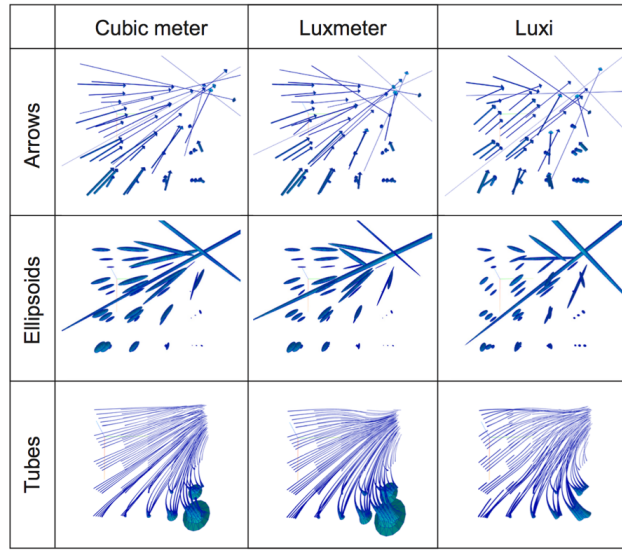 Cubic meter
Luxmeter
Luxi
Arrows
Ellipsoids
Tubes